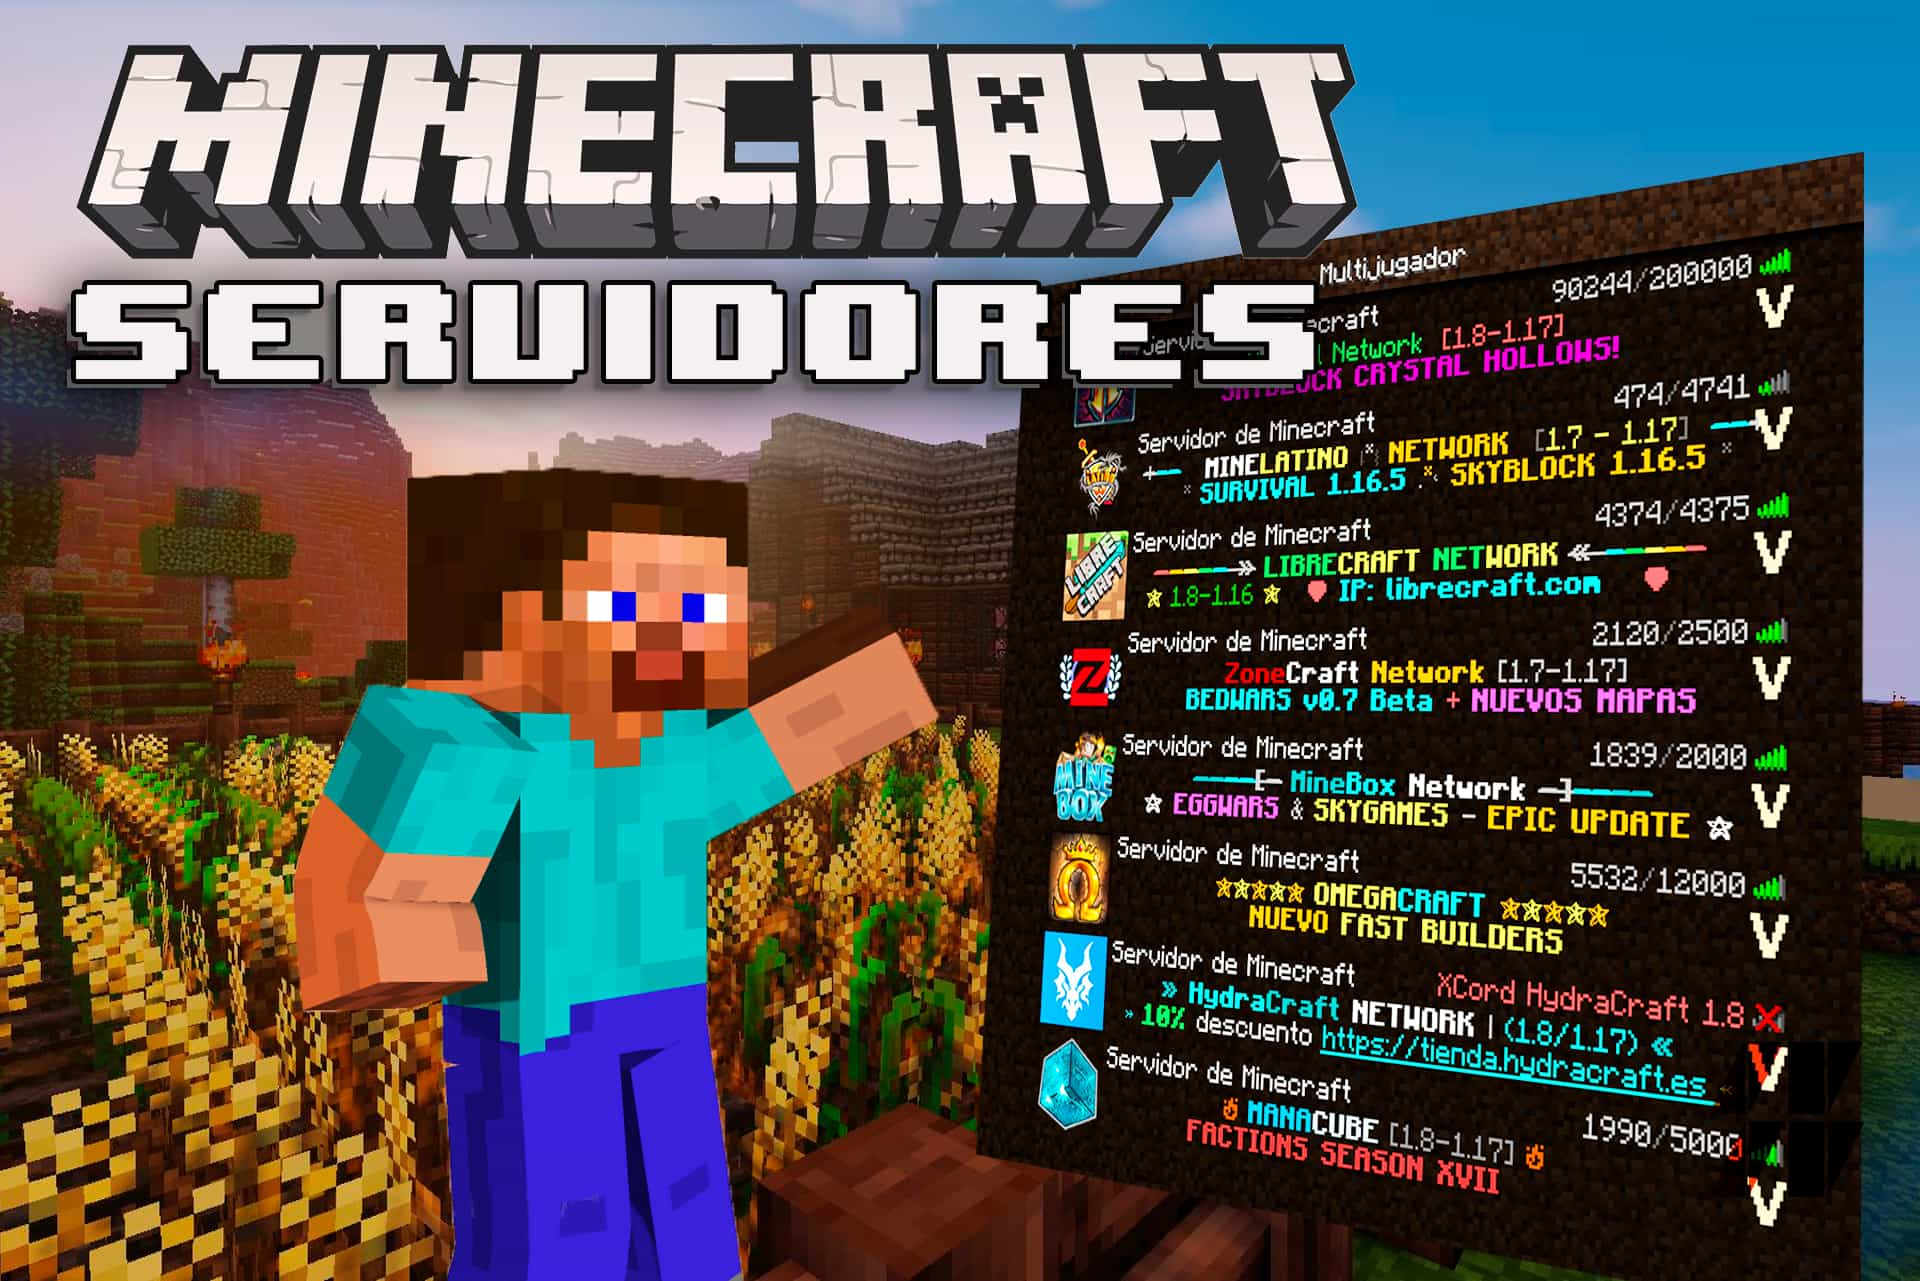 MINECRAFT
SERVIDORES
Multijugador
90244/200000
Network [1.8-1.17]
CRYSTAL HOLLOWS!
Servidor de Minecraft
474/4741
MINELATINO NETWORK [1.7 - 1.17]
SURVIVAL 1.16.5 SKYBLOCK 1.16.5
LIBRE CRAFT
Servidor de Minecraft
4374/4375
LIBRECRAFT NETWORK
1.8-1.16 IP: librecraft.com
Z
Servidor de Minecraft
2120/2500
ZoneCraft Network [1.7-1.17]
BEDWARS v0.7 Beta + NUEVOS MAPAS
MINE BOX
Servidor de Minecraft
1839/2000
—[— MineBox Network —]—
☆ EGGWARS & SKYGAMES - EPIC UPDATE ☆
Ω
Servidor de Minecraft
5532/12000
☆☆☆☆☆ OMEGACRAFT ☆☆☆☆☆
NUEVO FAST BUILDERS
Servidor de Minecraft
XCord HydraCraft 1.8
» HydraCraft NETWORK | (1.8/1.17) «
» 10% descuento https://tienda.hydracraft.es «
Servidor de Minecraft
1990/5000
MANACUBE [1.8-1.17]
FACTIONS SEASON XVII